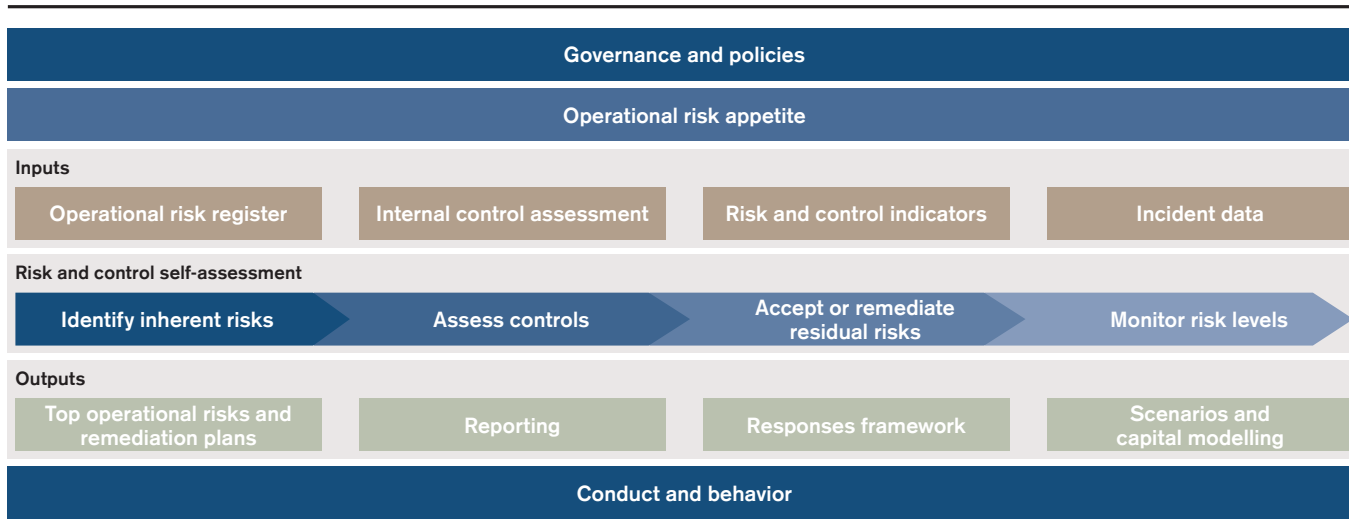 Governance and policies
Operational risk appetite
Inputs
Operational risk register
Internal control assessment
Risk and control indicators
Incident data
Risk and control self-assessment
Identify inherent risks
Assess controls
Accept or remediate
residual risks
Monitor risk levels
Outputs
Top operational risks and
remediation plans
Reporting
Responses framework
Scenarios and
capital modelling
Conduct and behavior